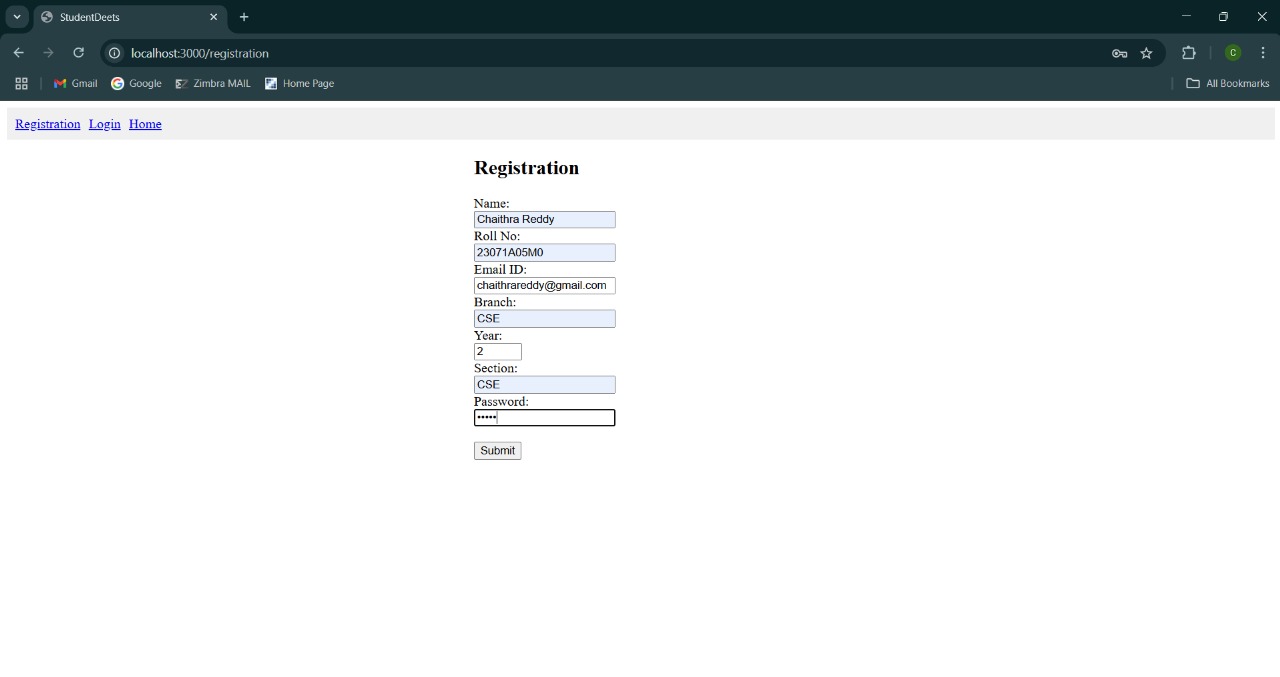 StudentDeets
localhost:3000/registration
C
Gmail Google Zimbra MAIL Home Page All Bookmarks
Registration Login Home
Registration
Name:
Chaithra Reddy
Roll No:
23071A05M0
Email ID:
chaithrareddy@gmail.com
Branch:
CSE
Year:
2
Section:
CSE
Password:
•••••
Submit